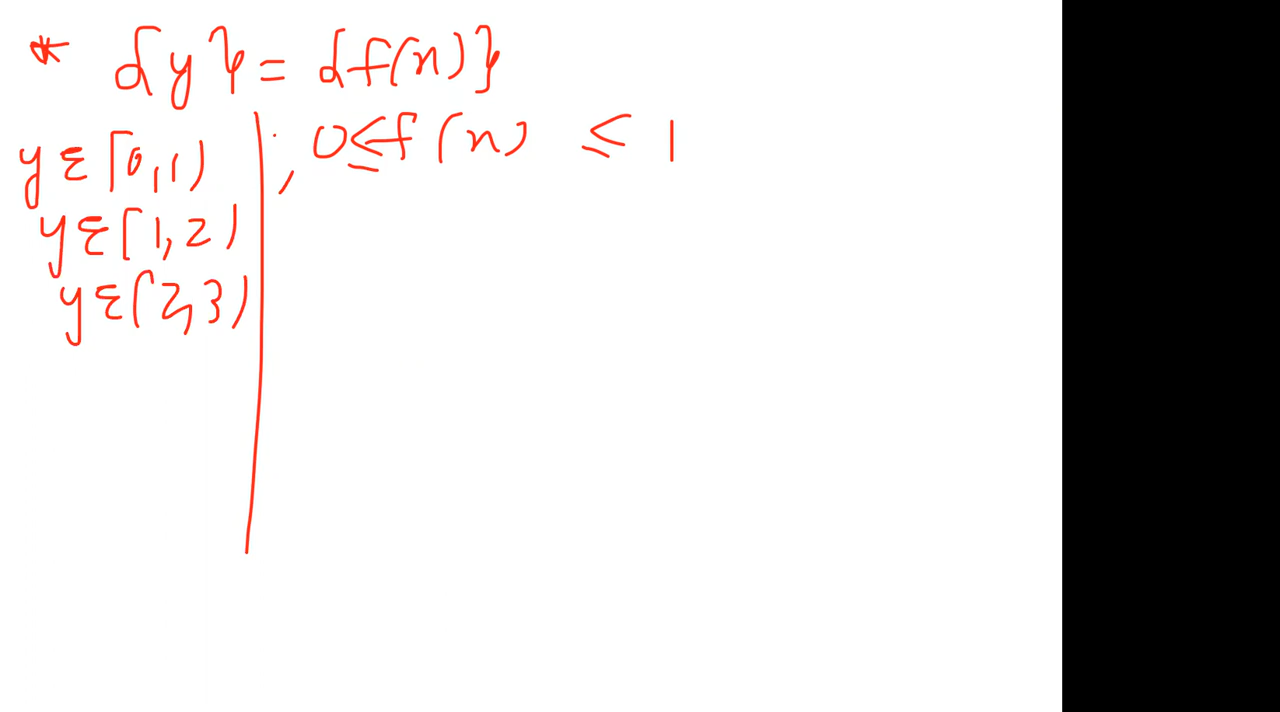 * {y} = {f(n)}
y ε [0,1) ; 0 ≤ f(n) ≤ 1
y ε [1,2)
y ε [2,3)